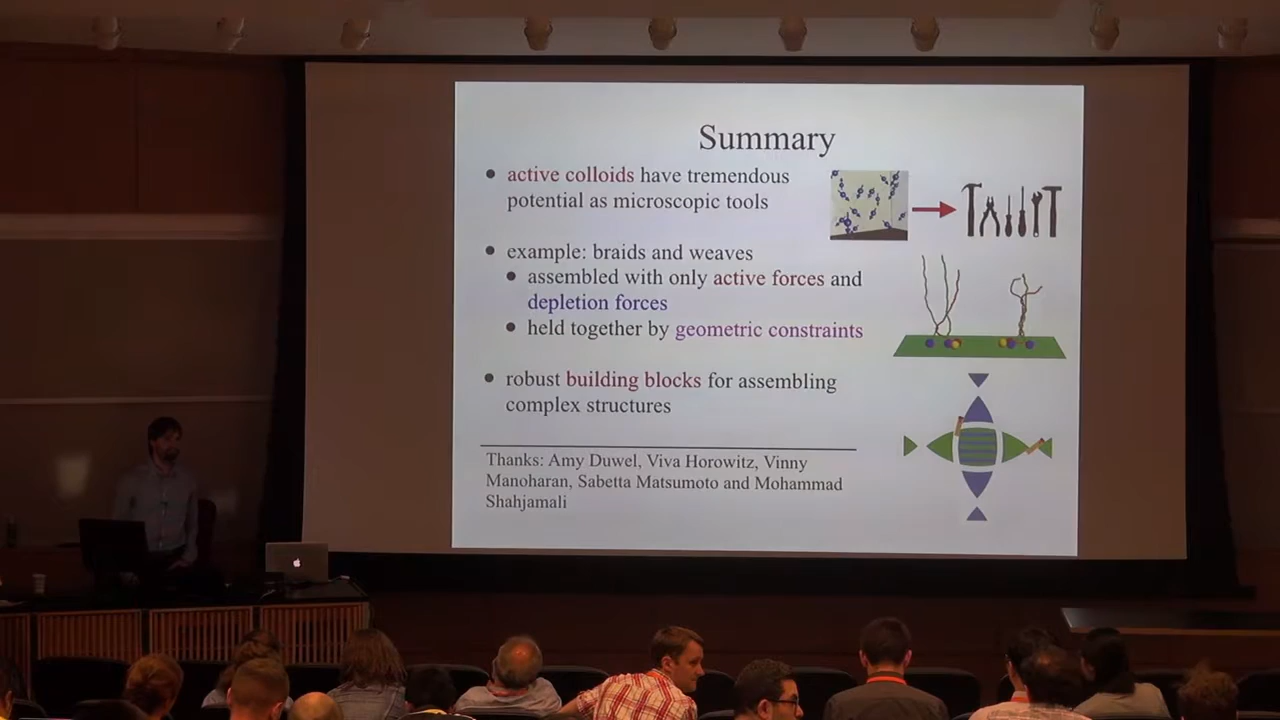 Summary
active colloids have tremendous
potential as microscopic tools
example: braids and weaves
assembled with only active forces and
depletion forces
held together by geometric constraints
robust building blocks for assembling
complex structures
Thanks: Amy Duwel, Viva Horowitz, Vinny
Manoharan, Sabetta Matsumoto and Mohammad
Shahjamali